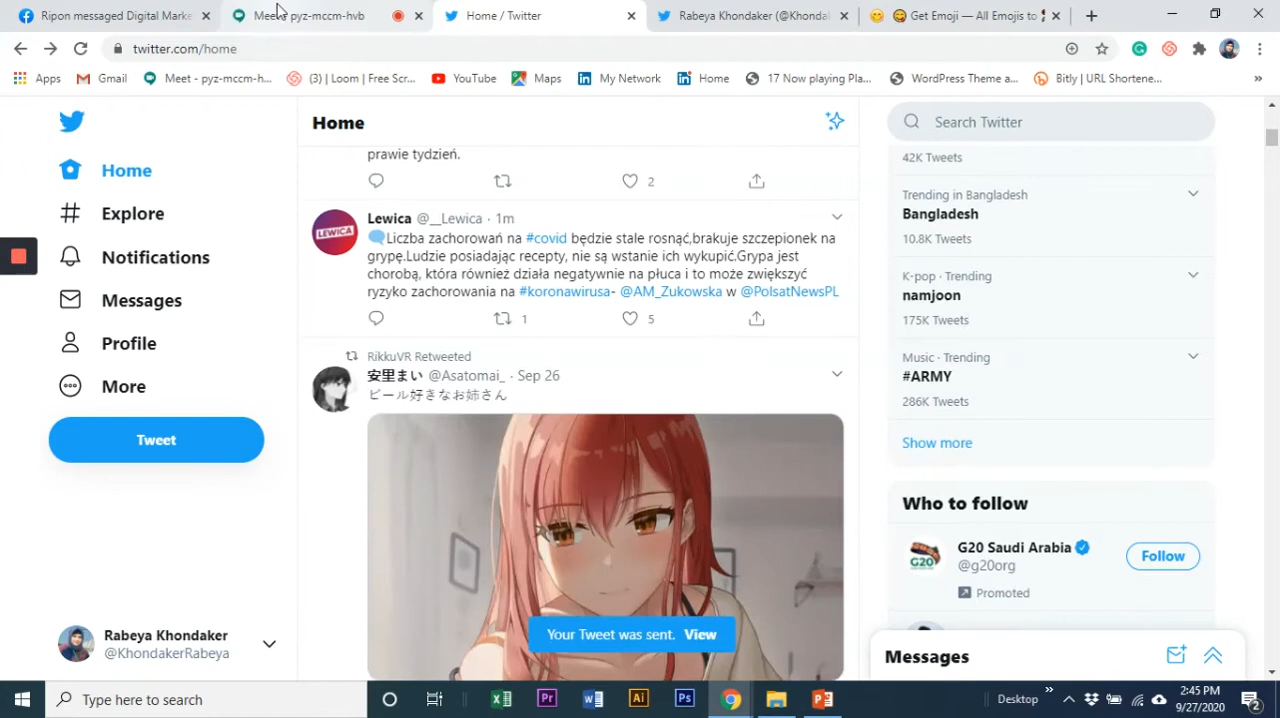 Ripon messaged Digital Marke
Meet - pyz-mccm-hvb
Home / Twitter
Rabeya Khondaker (@Khonda
Get Emoji — All Emojis to
twitter.com/home
Apps
Gmail
Meet - pyz-mccm-h...
(3) | Loom | Free Scr...
YouTube
Maps
My Network
Home
17 Now playing Pla...
WordPress Theme a...
Bitly | URL Shortene...
»
Home
Explore
Notifications
Messages
Profile
More
Tweet
Rabeya Khondaker
@KhondakerRabeya
Home
prawie tydzień.
2
LEWICA
Lewica @__Lewica · 1m
Liczba zachorowań na #covid będzie stale rosnąć,brakuje szczepionek na
grypę.Ludzie posiadając recepty, nie są wstanie ich wykupić.Grypa jest
chorobą, która również działa negatywnie na płuca i to może zwiększyć
ryzyko zachorowania na #koronawirusa- @AM_Zukowska w @PolsatNewsPL
1
5
RikkuVR Retweeted
安里まい @Asatomai_ · Sep 26
ビール好きなお姉さん
Your Tweet was sent. View
Search Twitter
42K Tweets
Trending in Bangladesh
Bangladesh
10.8K Tweets
K-pop · Trending
namjoon
175K Tweets
Music · Trending
#ARMY
286K Tweets
Show more
Who to follow
G20
G20 Saudi Arabia
@g20org
Follow
Promoted
Messages
Type here to search
Pr
Ai
Ps
Desktop
»
2:45 PM
9/27/2020
2